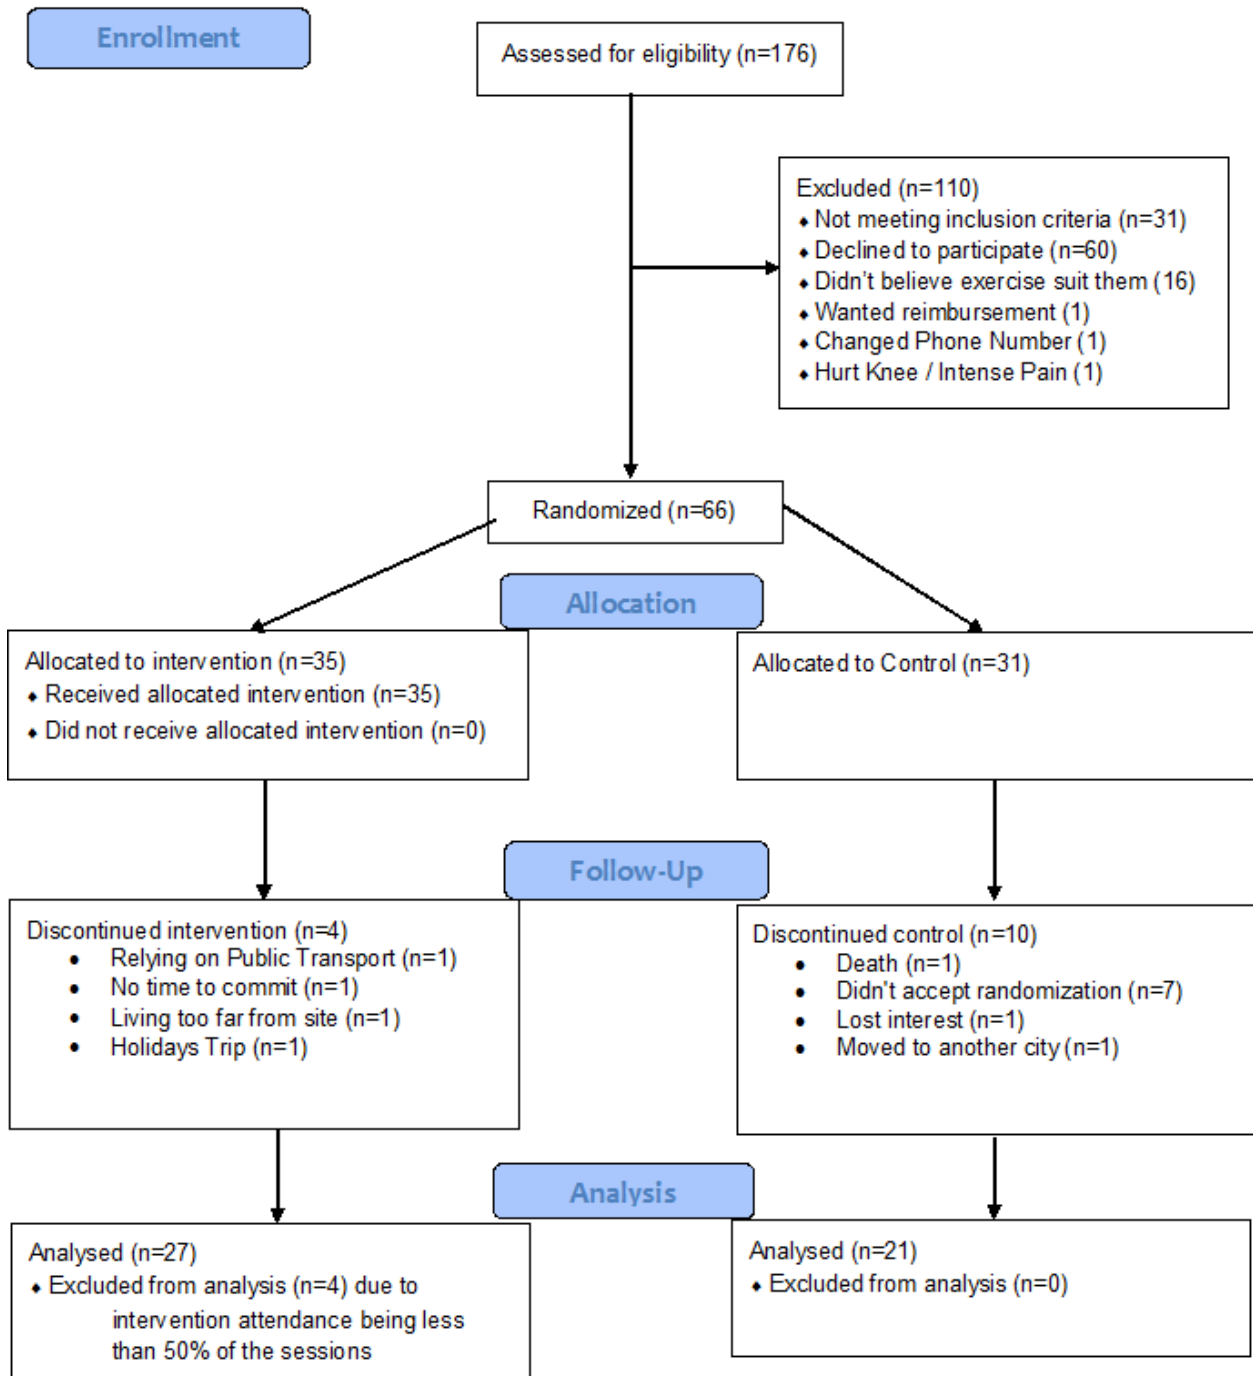 Enrollment
Assessed for eligibility (n=176)
Excluded (n=110)
⬥ Not meeting inclusion criteria (n=31)
⬥ Declined to participate (n=60)
⬥ Didn't believe exercise suit them (16)
⬥ Wanted reimbursement (1)
⬥ Changed Phone Number (1)
⬥ Hurt Knee / Intense Pain (1)
Randomized (n=66)
Allocation
Allocated to intervention (n=35)
⬥ Received allocated intervention (n=35)
⬥ Did not receive allocated intervention (n=0)
Allocated to Control (n=31)
Follow-Up
Discontinued intervention (n=4)
• Relying on Public Transport (n=1)
• No time to commit (n=1)
• Living too far from site (n=1)
• Holidays Trip (n=1)
Discontinued control (n=10)
• Death (n=1)
• Didn't accept randomization (n=7)
• Lost interest (n=1)
• Moved to another city (n=1)
Analysis
Analysed (n=27)
⬥ Excluded from analysis (n=4) due to
intervention attendance being less
than 50% of the sessions
Analysed (n=21)
⬥ Excluded from analysis (n=0)